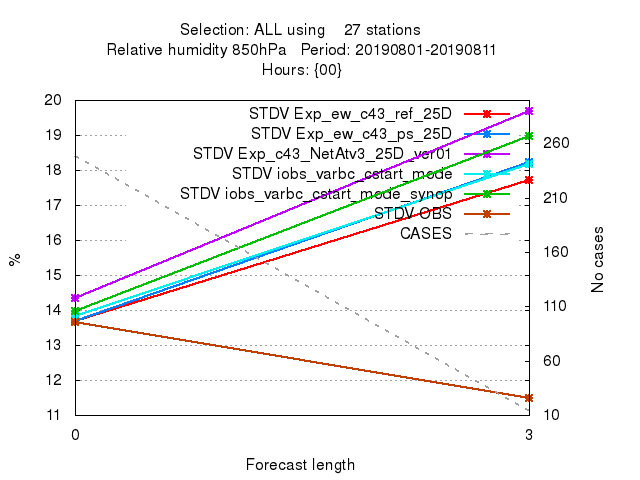 Selection: ALL using 27 stations
Relative humidity 850hPa Period: 20190801-20190811
Hours: {00}
20
19
18
17
16
15
14
13
12
11
%
STDV Exp_ew_c43_ref_25D
STDV Exp_ew_c43_ps_25D
STDV Exp_c43_NetAtv3_25D_ver01
STDV iobs_varbc_cstart_mode
STDV iobs_varbc_cstart_mode_synop
STDV OBS
CASES
260
210
160
110
60
10
No cases
0 3
Forecast length